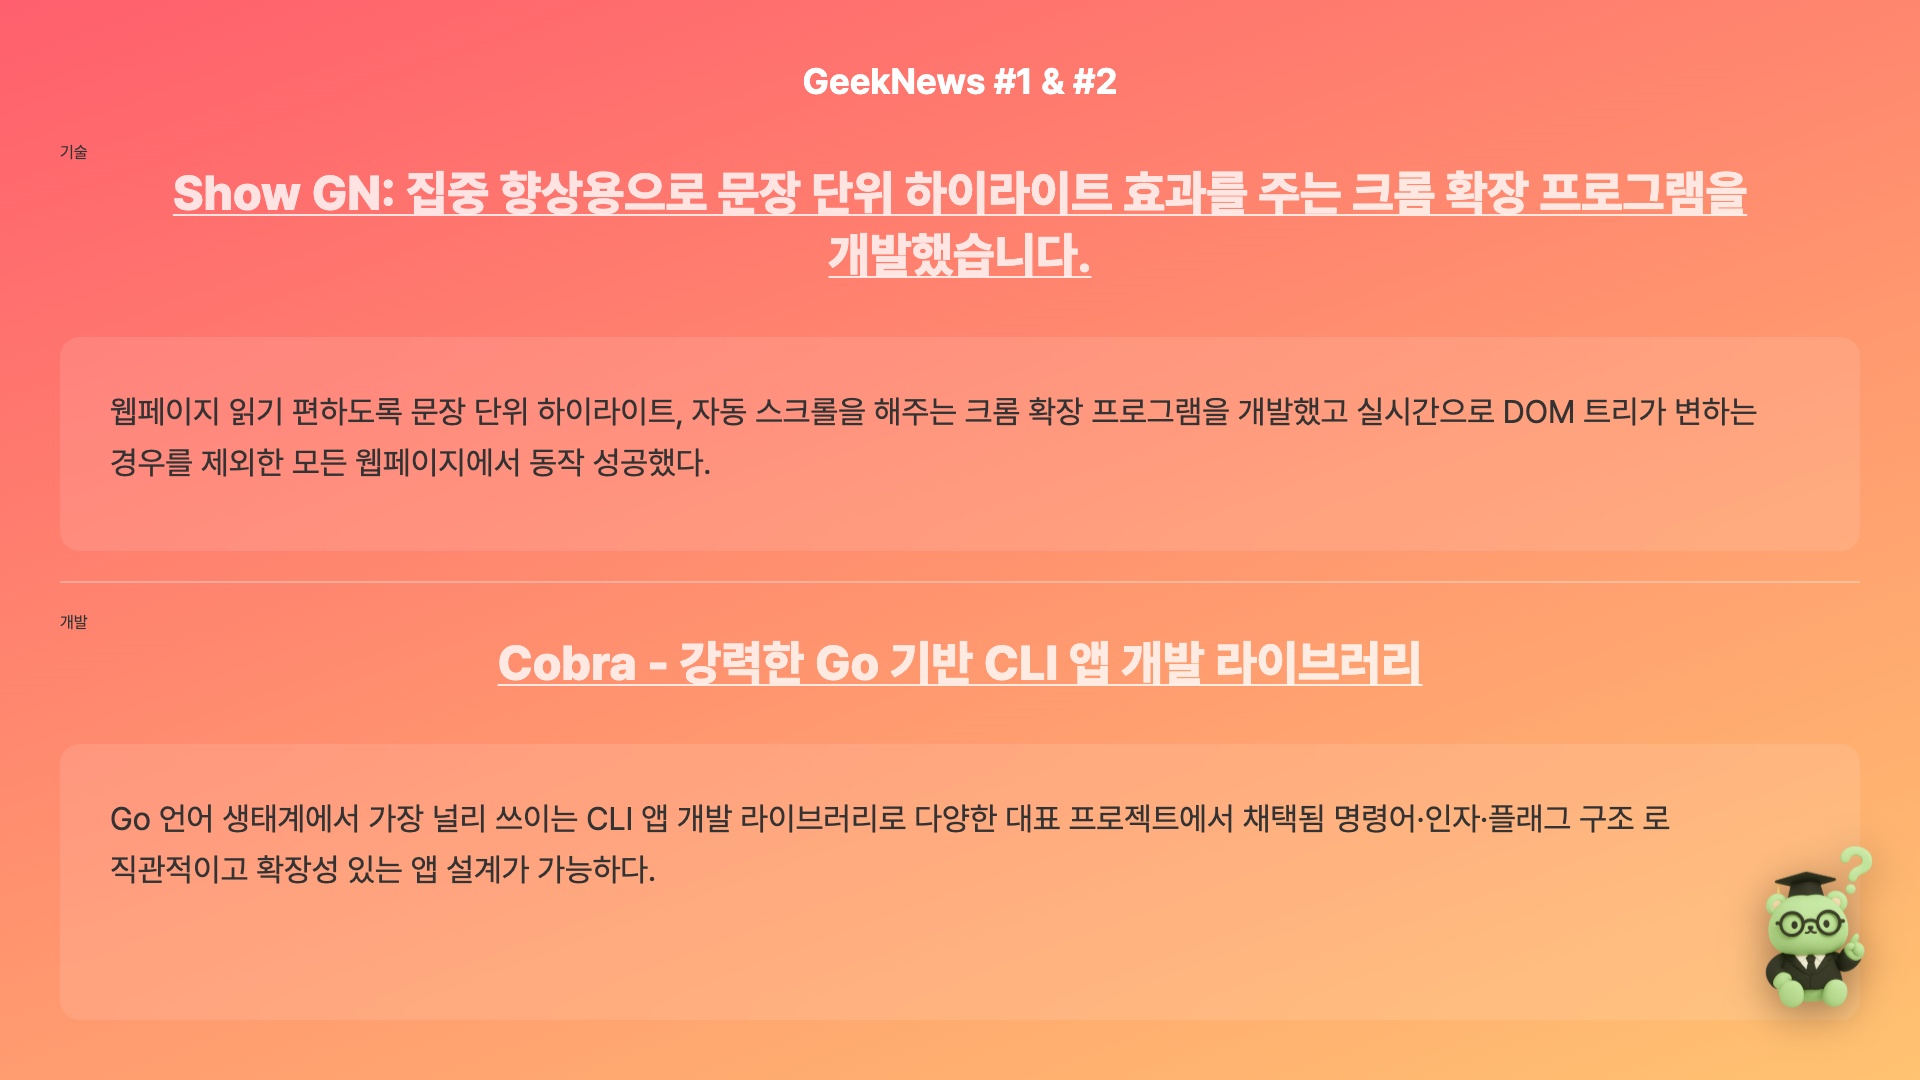 GeekNews #1 & #2
기술
Show GN: 집중 향상용으로 문장 단위 하이라이트 효과를 주는 크롬 확장 프로그램을
개발했습니다.
웹페이지 읽기 편하도록 문장 단위 하이라이트, 자동 스크롤을 해주는 크롬 확장 프로그램을 개발했고 실시간으로 DOM 트리가 변하는
경우를 제외한 모든 웹페이지에서 동작 성공했다.
개발
Cobra - 강력한 Go 기반 CLI 앱 개발 라이브러리
Go 언어 생태계에서 가장 널리 쓰이는 CLI 앱 개발 라이브러리로 다양한 대표 프로젝트에서 채택됨 명령어·인자·플래그 구조 로
직관적이고 확장성 있는 앱 설계가 가능하다.
?